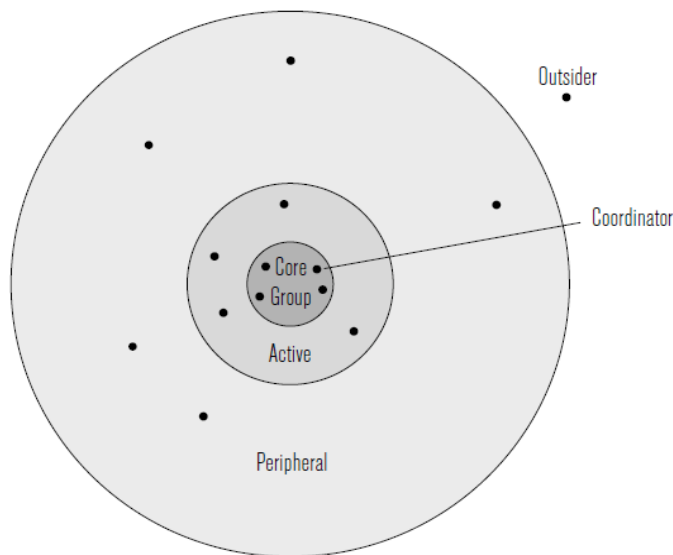 Outsider
Coordinator
Core
Group
Active
Peripheral